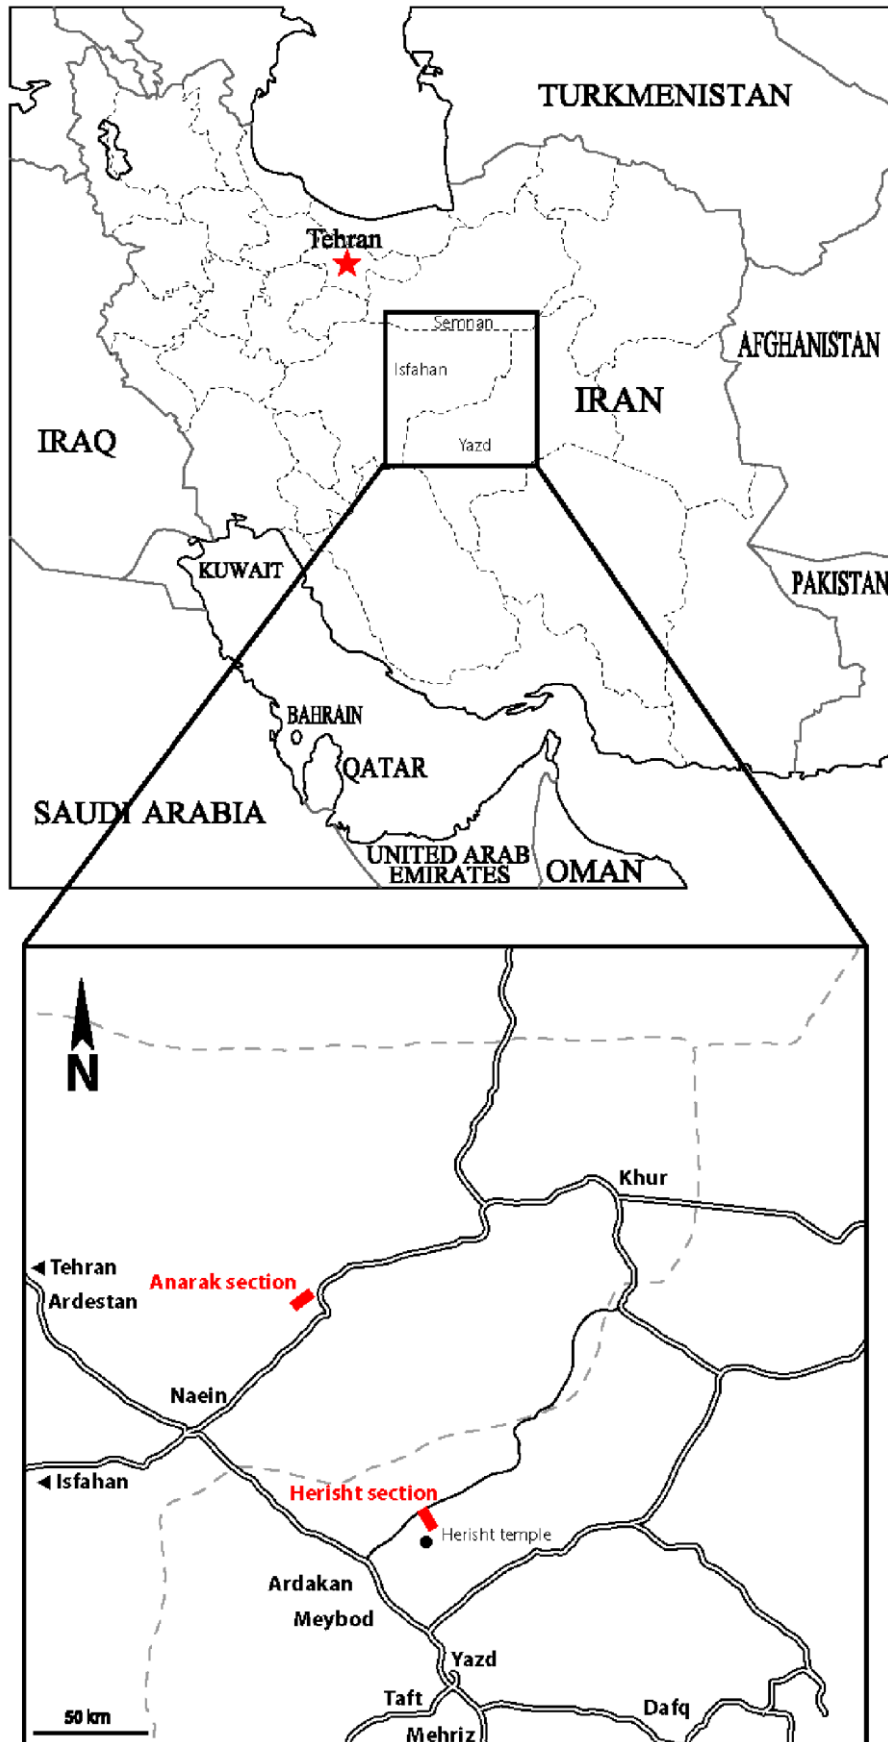 TURKMENISTAN
Tehran
Semnan
AFGHANISTAN
Isfahan
IRAN
IRAQ
Yazd
KUWAIT
PAKISTAN
BAHRAIN
QATAR
SAUDI ARABIA
UNITED ARAB
EMIRATES
OMAN
N
Khur
◄ Tehran
Anarak section
Ardestan
Naein
◄ Isfahan
Herisht section
Herisht temple
Ardakan
Meybod
Yazd
Taft
Dafq
50 km
Mehriz